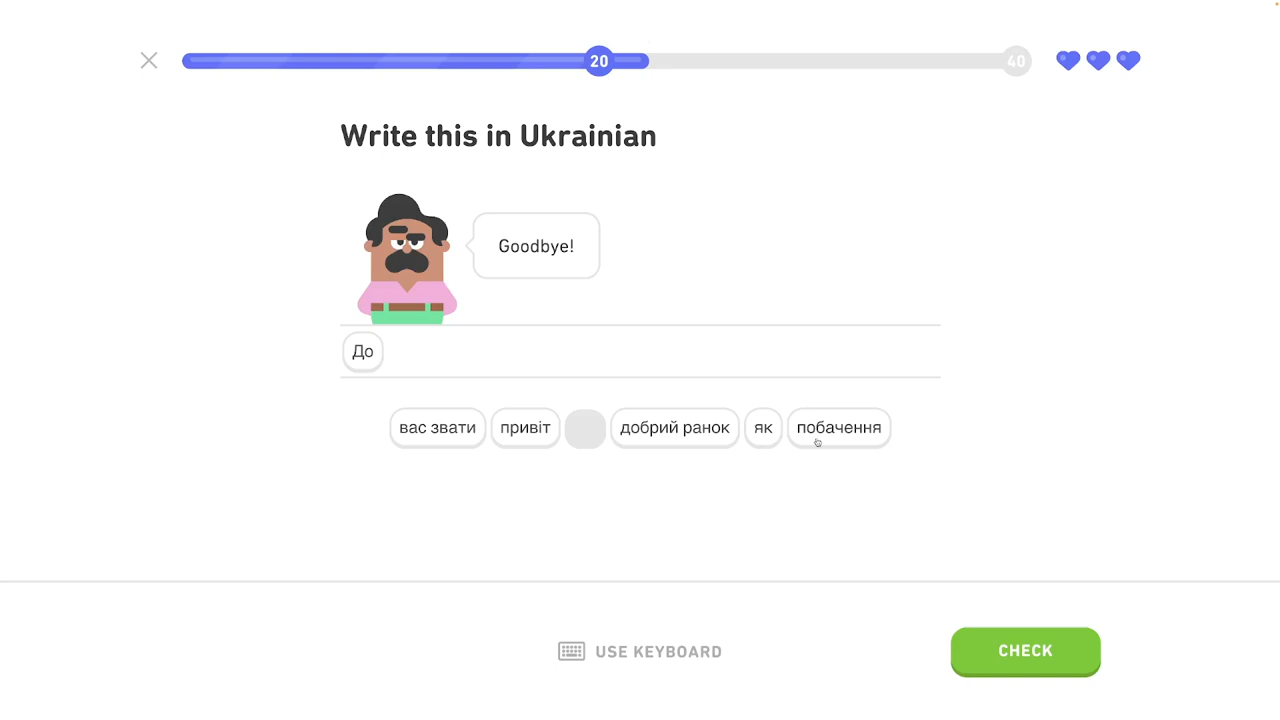 20 40
Write this in Ukrainian
Goodbye!
До
вас звати привіт добрий ранок як побачення
USE KEYBOARD CHECK